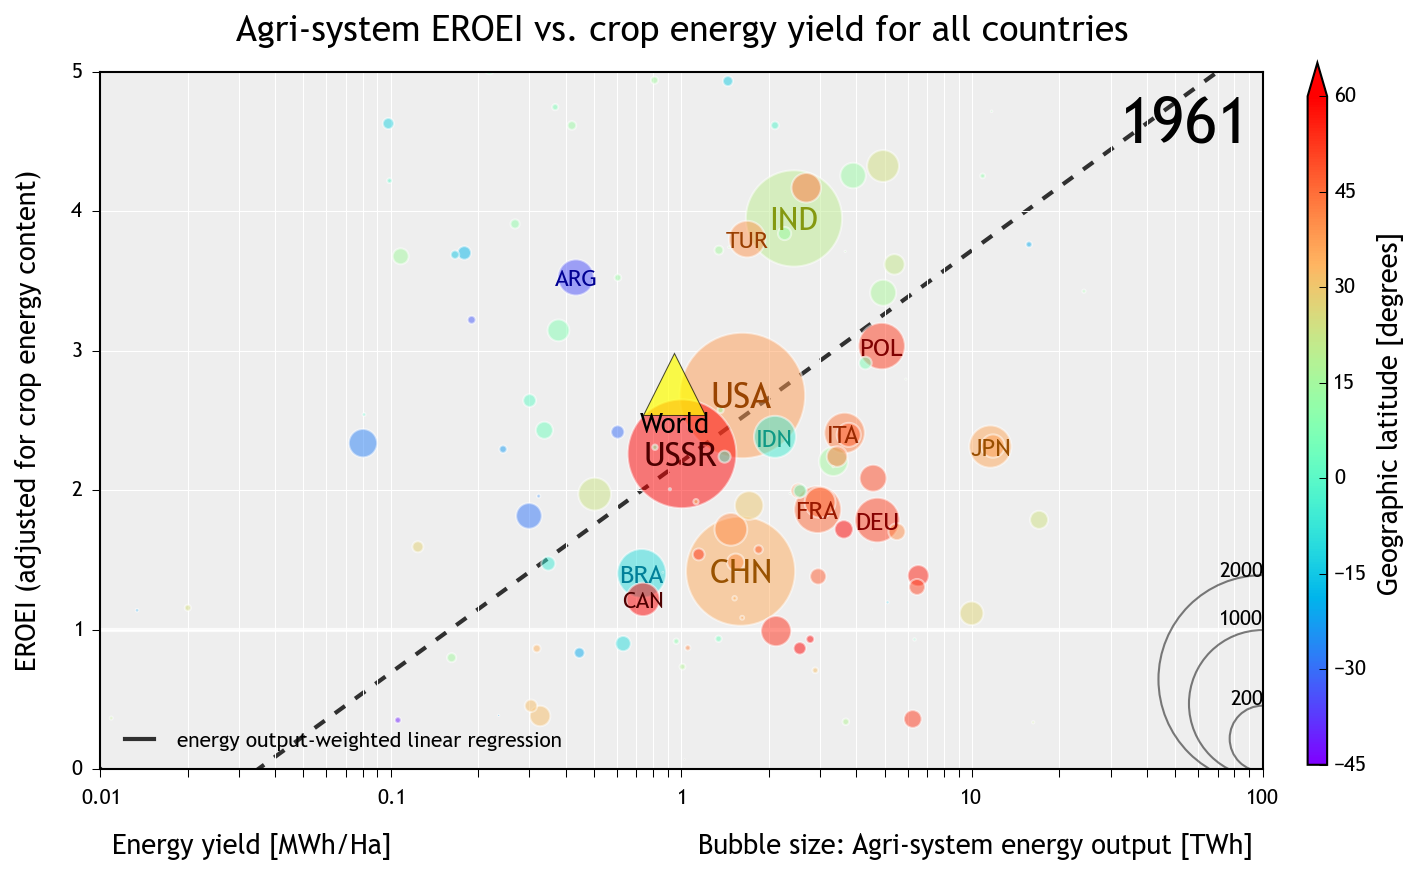 Agri-system EROEI vs. crop energy yield for all countries
EROEI (adjusted for crop energy content)
5
4
3
2
1
0
1961
IND
TUR
ARG
POL
USA
World
USSR
IDN
ITA
JPN
FRA
DEU
BRA
CAN
CHN
2000
1000
200
energy output-weighted linear regression
0.01
0.1
1
10
100
Energy yield [MWh/Ha]
Bubble size: Agri-system energy output [TWh]
60
45
30
15
0
−15
−30
−45
Geographic latitude [degrees]